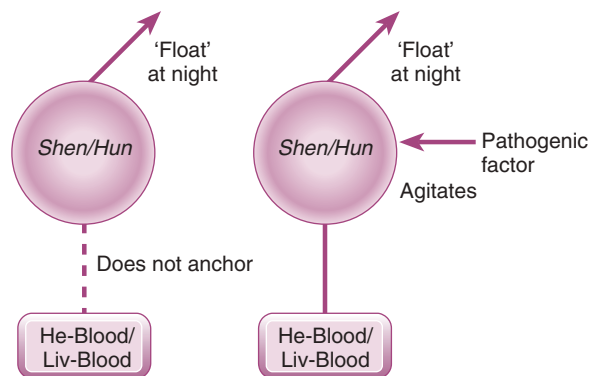 ‘Float’
at night
Shen/Hun
Does not anchor
He-Blood/
Liv-Blood
‘Float’
at night
Shen/Hun
Pathogenic
factor
Agitates
He-Blood/
Liv-Blood